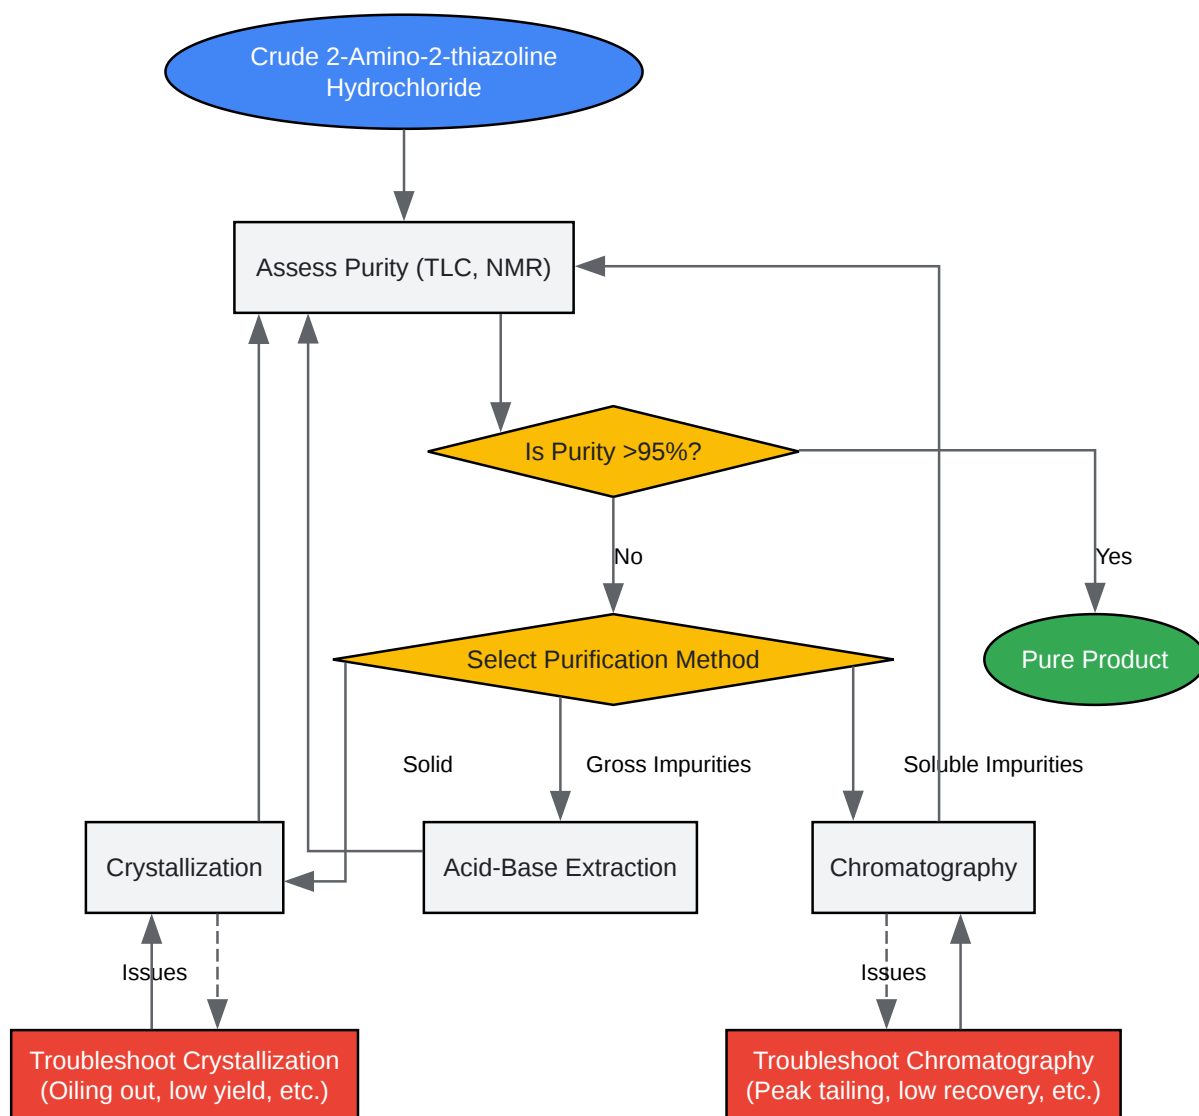 Crude 2-Amino-2-thiazoline
Hydrochloride
Assess Purity (TLC, NMR)
Is Purity >95%?
No
Yes
Select Purification Method
Pure Product
Solid
Gross Impurities
Soluble Impurities
Crystallization
Acid-Base Extraction
Chromatography
Issues
Issues
Troubleshoot Crystallization
(Oiling out, low yield, etc.)
Troubleshoot Chromatography
(Peak tailing, low recovery, etc.)